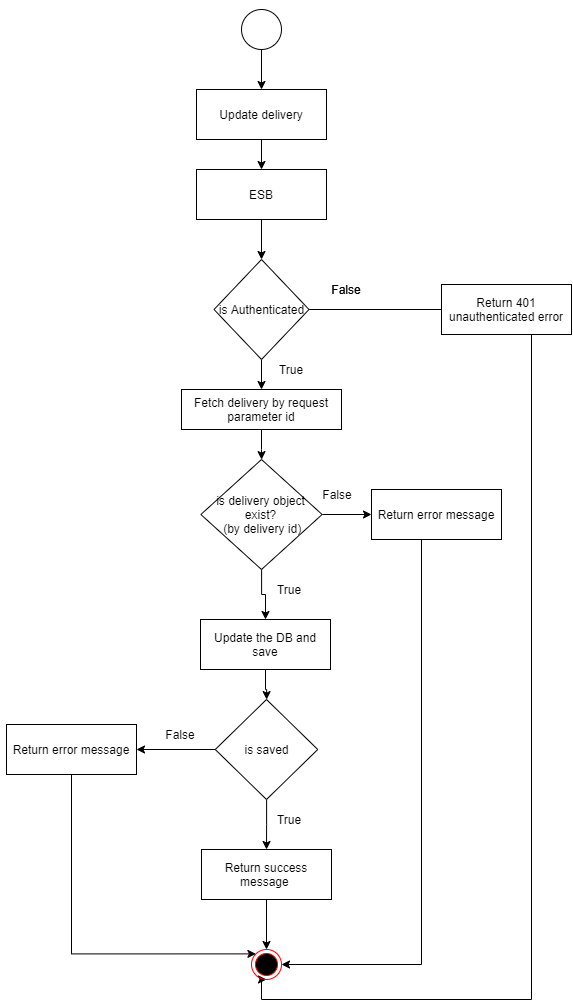 Update delivery
ESB
False
is Authenticated
Return 401
unauthenticated error
True
Fetch delivery by request
parameter id
is delivery object
exist?
(by delivery id)
False
Return error message
True
Update the DB and
save
False
Return error message
is saved
True
Return success
message